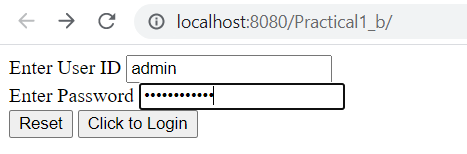 localhost:8080/Practical1_b/
Enter User ID admin
Enter Password ••••••••••••
Reset Click to Login